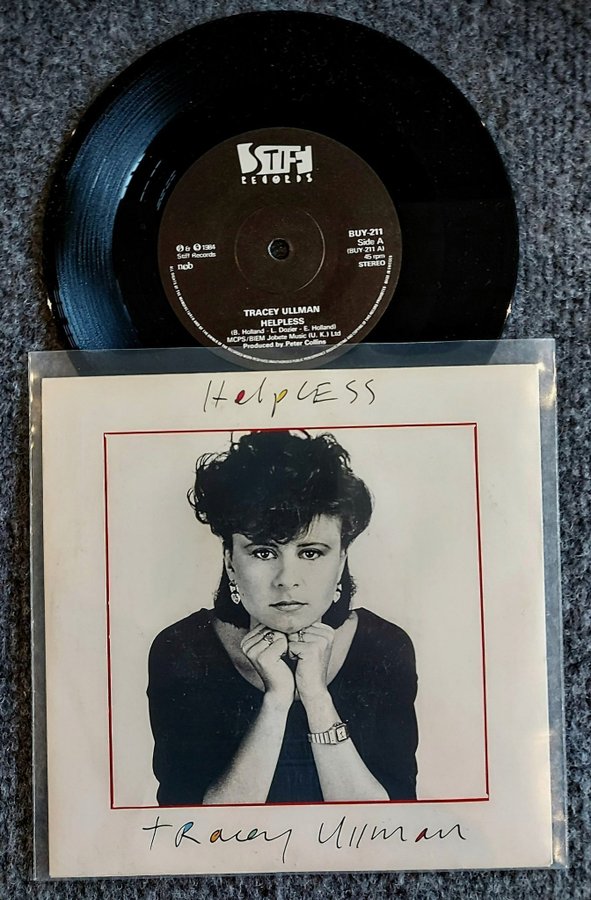 STIFF
RECORDS
℗ & © 1984
Stiff Records
ncb
BUY-211
Side A
(BUY-211 A)
45 rpm
STEREO
TRACEY ULLMAN
HELPLESS
(B. Holland - L. Dozier - E. Holland)
MCPS/BIEM Jobete Music (U.K.) Ltd
Produced by Peter Collins
HelpLESS
tRacey Ullman